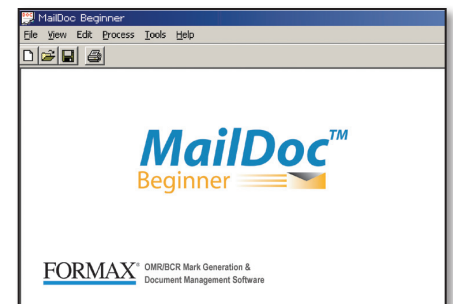 MailDoc Beginner
File View Edit Process Tools Help
MailDoc™
Beginner
FORMAX® OMR/BCR Mark Generation &
Document Management Software